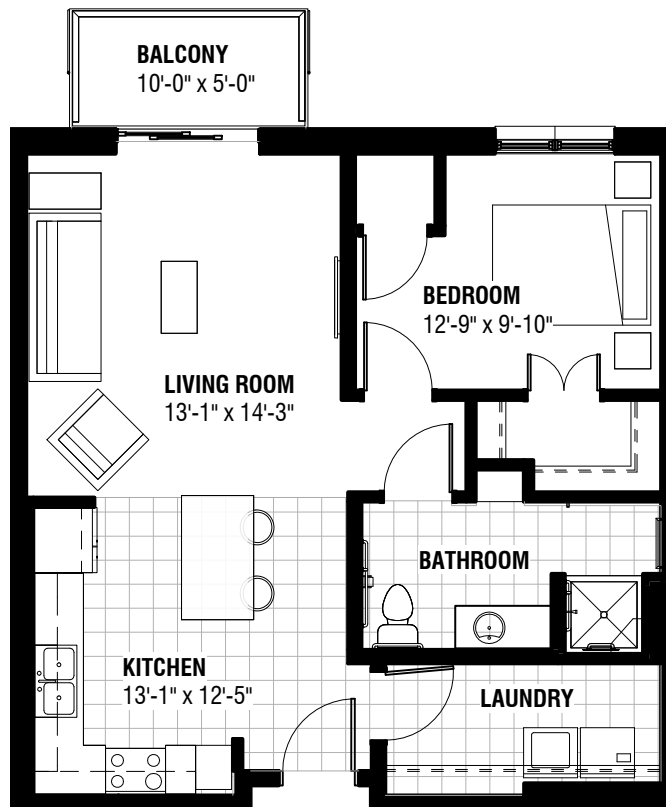 BALCONY
10'-0" x 5'-0"
BEDROOM
12'-9" x 9'-10"
LIVING ROOM
13'-1" x 14'-3"
BATHROOM
KITCHEN
13'-1" x 12'-5"
LAUNDRY